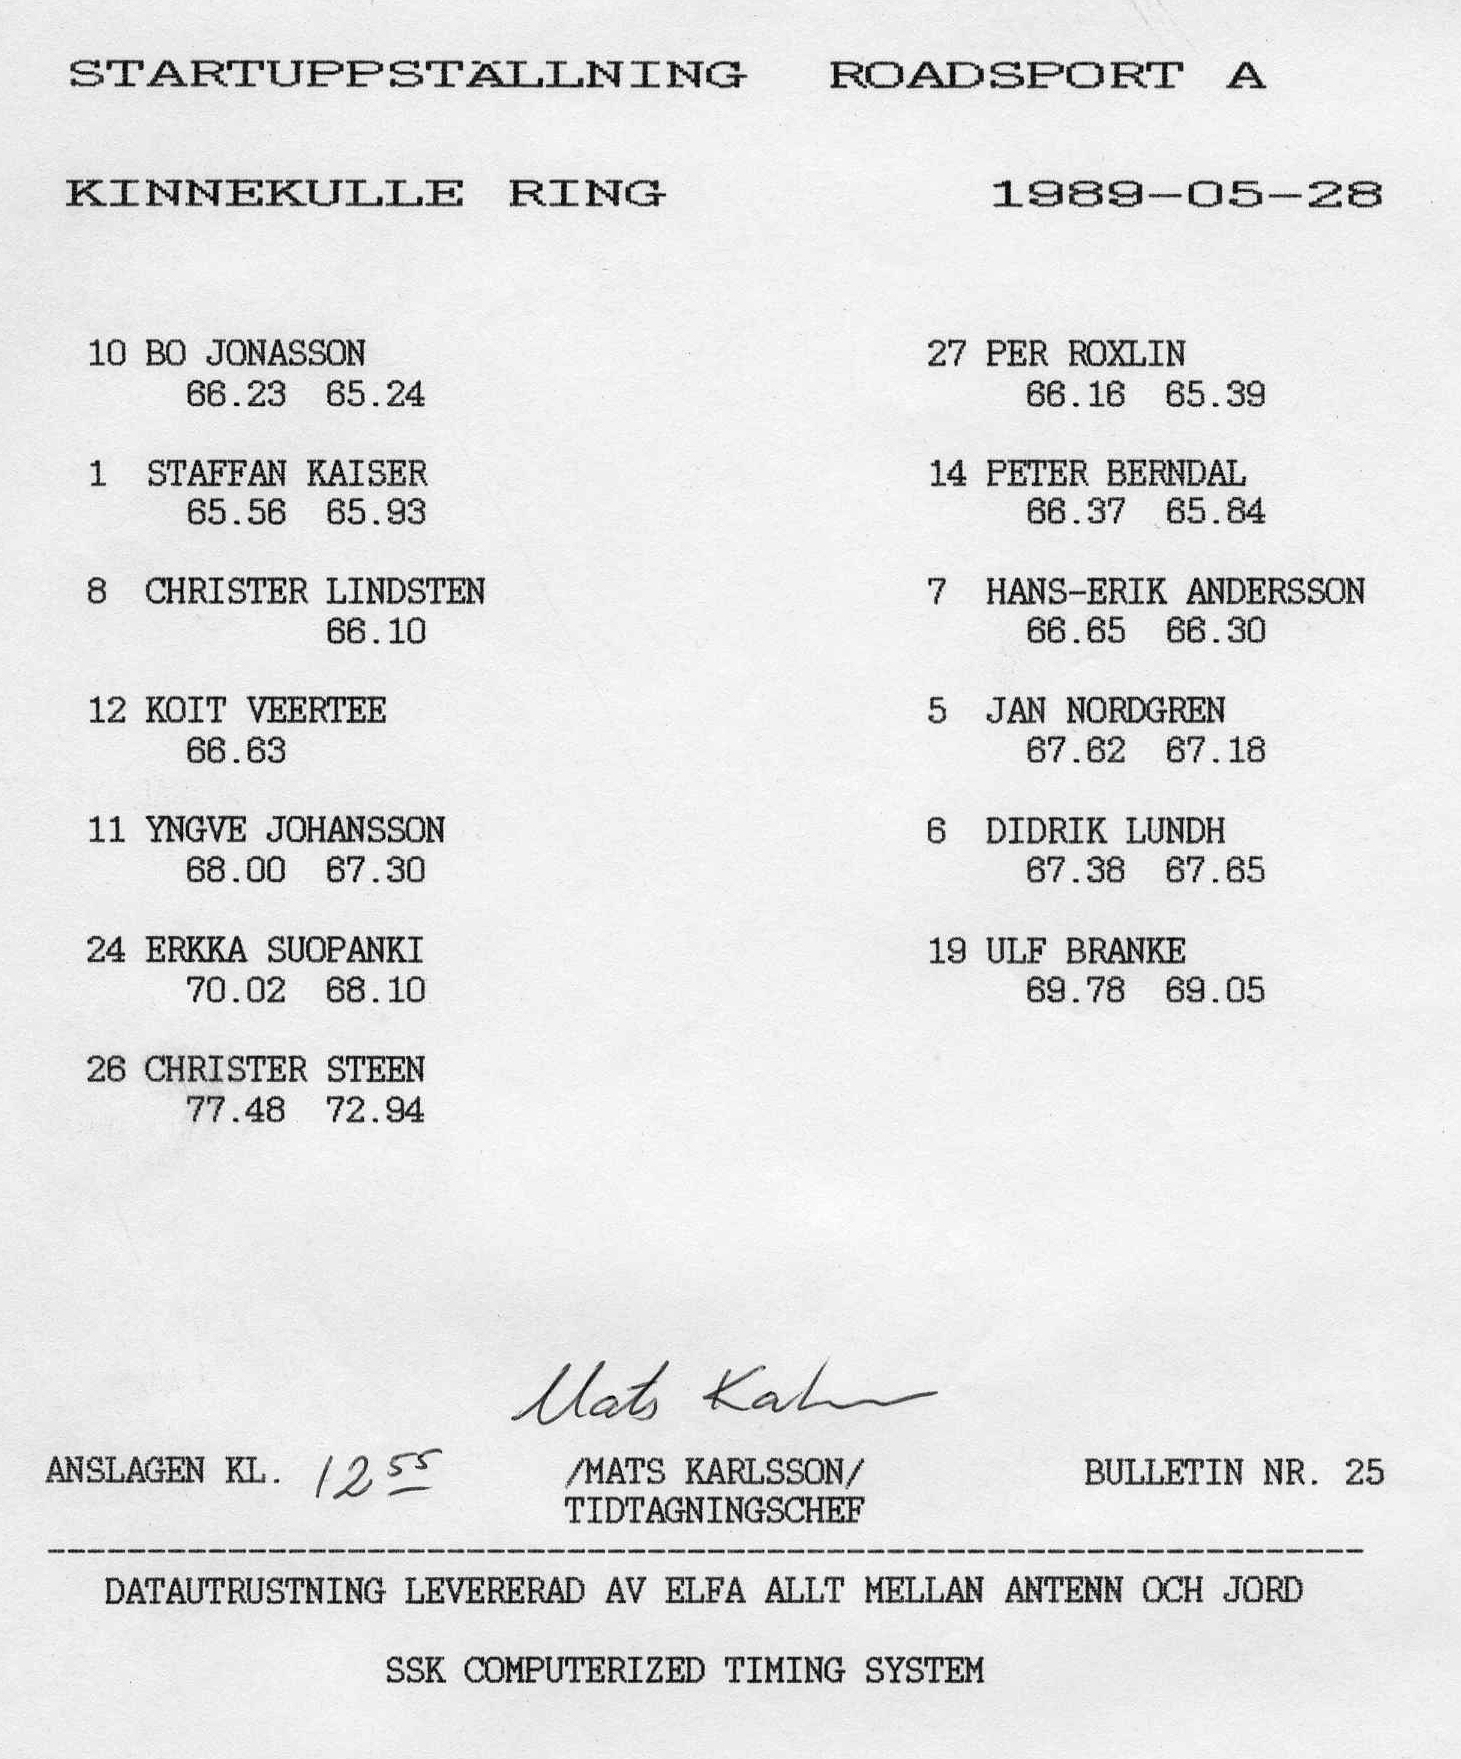 STARTUPPSTÄLLNING ROADSPORT A
KINNEKULLE RING 1989-05-28
10 BO JONASSON 27 PER ROXLIN
66.23 65.24 66.16 65.39
1 STAFFAN KAISER 14 PETER BERNDAL
65.56 65.93 66.37 65.84
8 CHRISTER LINDSTEN 7 HANS-ERIK ANDERSSON
66.10 66.65 66.30
12 KOIT VEERTEE 5 JAN NORDGREN
66.63 67.62 67.18
11 YNGVE JOHANSSON 6 DIDRIK LUNDH
68.00 67.30 67.38 67.65
24 ERKKA SUOPANKI 19 ULF BRANKE
70.02 68.10 69.78 69.05
26 CHRISTER STEEN
77.48 72.94
Mats
ANSLAGEN KL. 12 55 /MATS KARLSSON/ BULLETIN NR. 25
TIDTAGNINGSCHEF
------------------------------------------------------------------
DATAUTRUSTNING LEVERERAD AV ELFA ALLT MELLAN ANTENN OCH JORD
SSK COMPUTERIZED TIMING SYSTEM